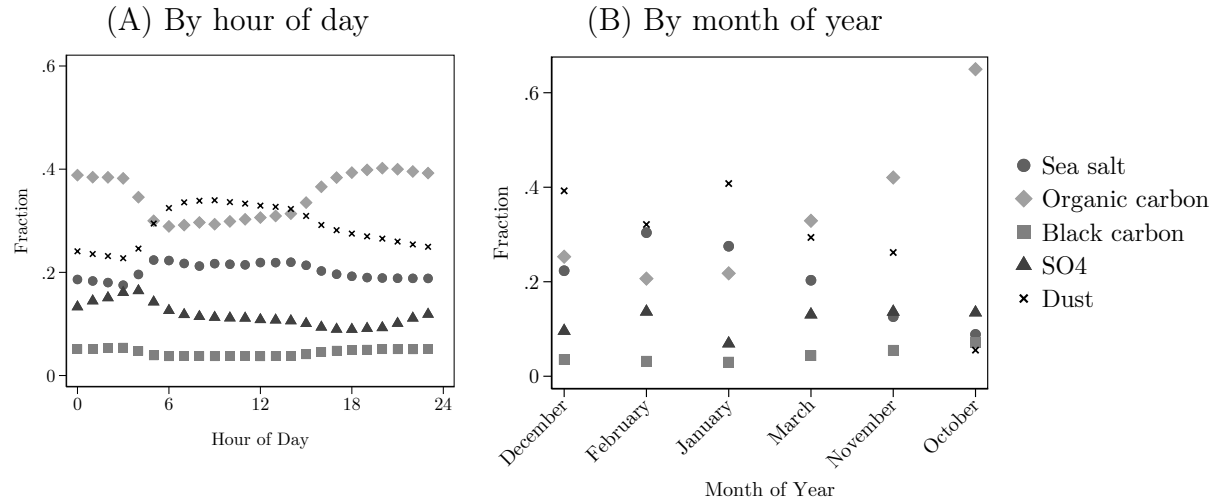 (A) By hour of day
.6
.4
.2
0
Fraction
0 6 12 18 24
Hour of Day
(B) By month of year
.6
.4
.2
0
Fraction
December February January March November October
Month of Year
Sea salt
Organic carbon
Black carbon
SO4
Dust